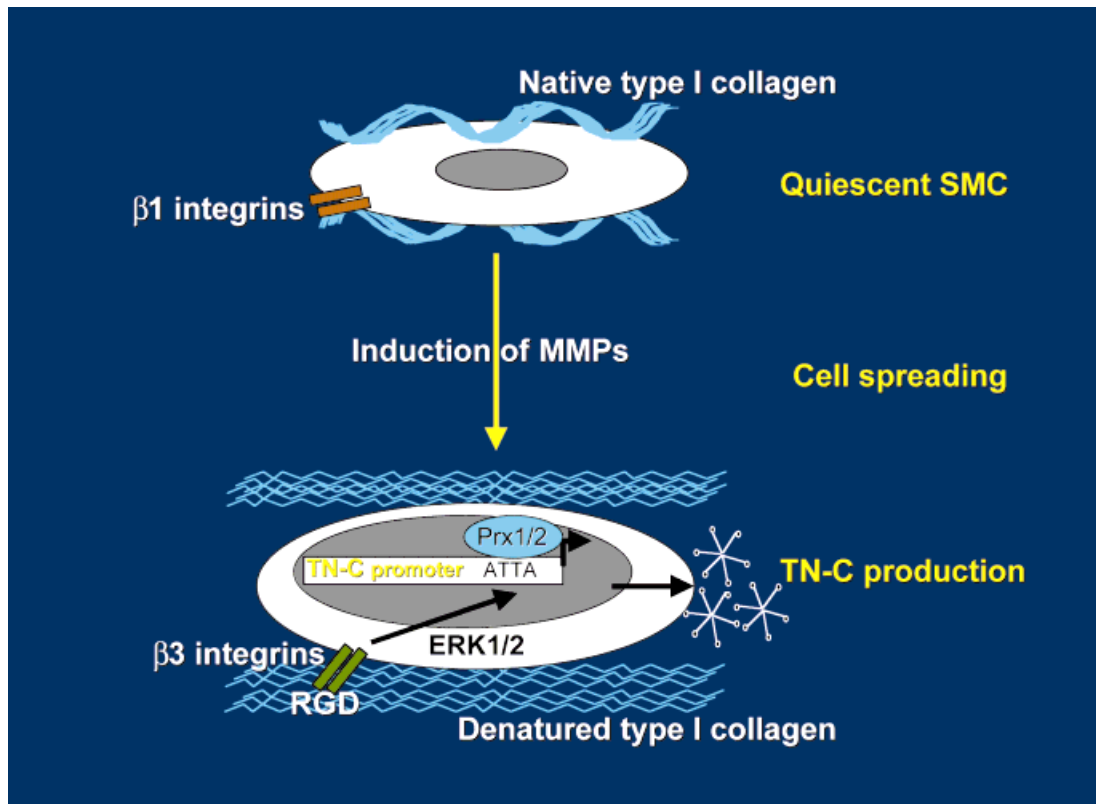 Native type I collagen
Quiescent SMC
β1 integrins
Induction of MMPs
Cell spreading
Prx1/2
TN-C promoter ATTA
TN-C production
ERK1/2
β3 integrins
RGD
Denatured type I collagen